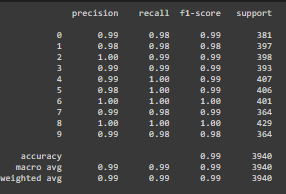 precision recall f1-score support
0 0.99 0.98 0.99 381
1 0.98 0.98 0.98 397
2 1.00 0.99 0.99 398
3 0.99 0.99 0.99 393
4 0.99 1.00 0.99 407
5 0.98 1.00 0.99 406
6 1.00 1.00 1.00 401
7 0.99 0.98 0.99 364
8 1.00 1.00 1.00 429
9 0.99 0.98 0.98 364
accuracy 0.99 3940
macro avg 0.99 0.99 0.99 3940
weighted avg 0.99 0.99 0.99 3940